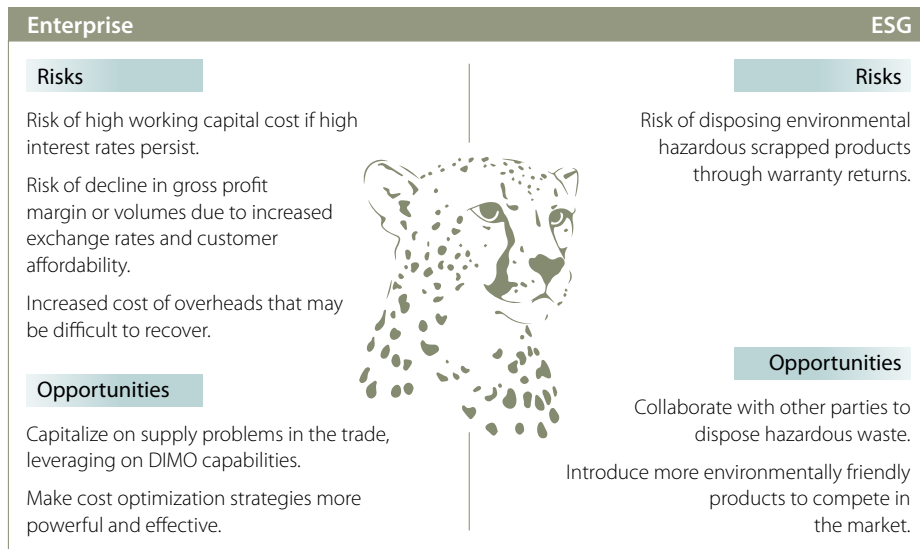 Enterprise
ESG
Risks
Risk of high working capital cost if high
interest rates persist.
Risk of decline in gross profit
margin or volumes due to increased
exchange rates and customer
affordability.
Increased cost of overheads that may
be difficult to recover.
Opportunities
Capitalize on supply problems in the trade,
leveraging on DIMO capabilities.
Make cost optimization strategies more
powerful and effective.
Risks
Risk of disposing environmental
hazardous scrapped products
through warranty returns.
Opportunities
Collaborate with other parties to
dispose hazardous waste.
Introduce more environmentally friendly
products to compete in
the market.